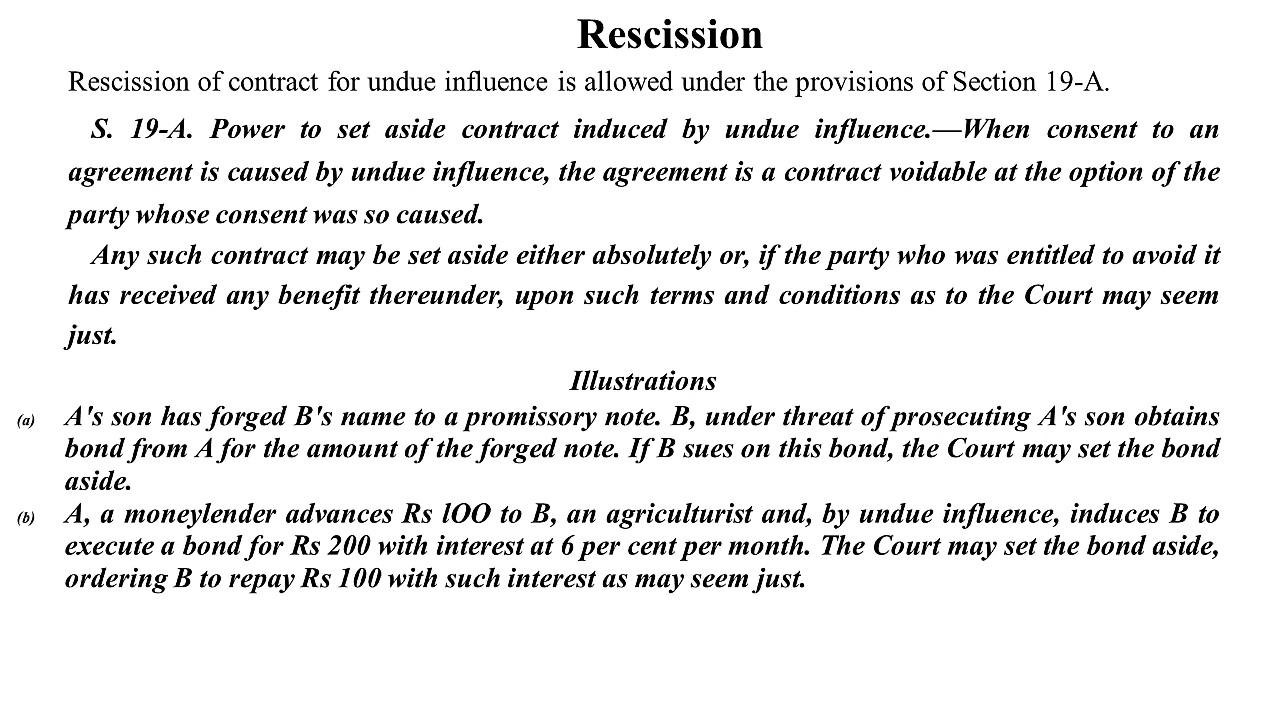 Rescission
Rescission of contract for undue influence is allowed under the provisions of Section 19-A.
S. 19-A. Power to set aside contract induced by undue influence.—When consent to an
agreement is caused by undue influence, the agreement is a contract voidable at the option of the
party whose consent was so caused.
Any such contract may be set aside either absolutely or, if the party who was entitled to avoid it
has received any benefit thereunder, upon such terms and conditions as to the Court may seem
just.
Illustrations
(a) A's son has forged B's name to a promissory note. B, under threat of prosecuting A's son obtains
bond from A for the amount of the forged note. If B sues on this bond, the Court may set the bond
aside.
(b) A, a moneylender advances Rs lOO to B, an agriculturist and, by undue influence, induces B to
execute a bond for Rs 200 with interest at 6 per cent per month. The Court may set the bond aside,
ordering B to repay Rs 100 with such interest as may seem just.